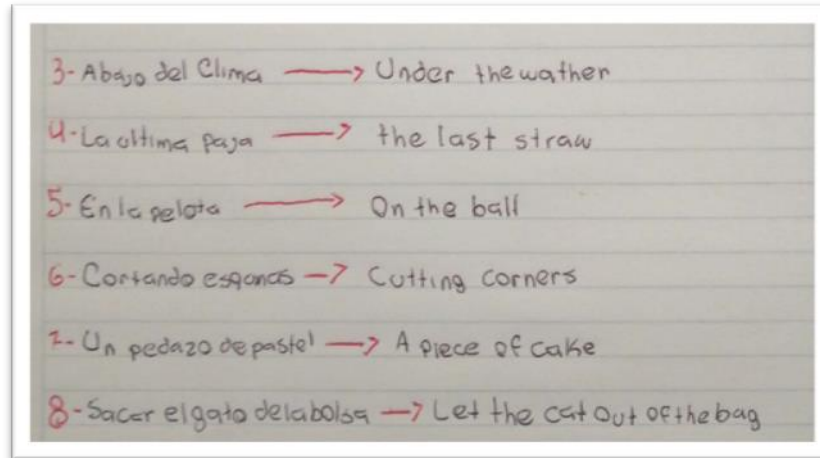 3- Abajo del Clima → Under the wather
4- La ultima paja → the last straw
5- En la pelota → On the ball
6- Cortando esqinas → Cutting corners
7- Un pedazo de pastel → A piece of cake
8- Sacar el gato de la bolsa → Let the cat out of the bag